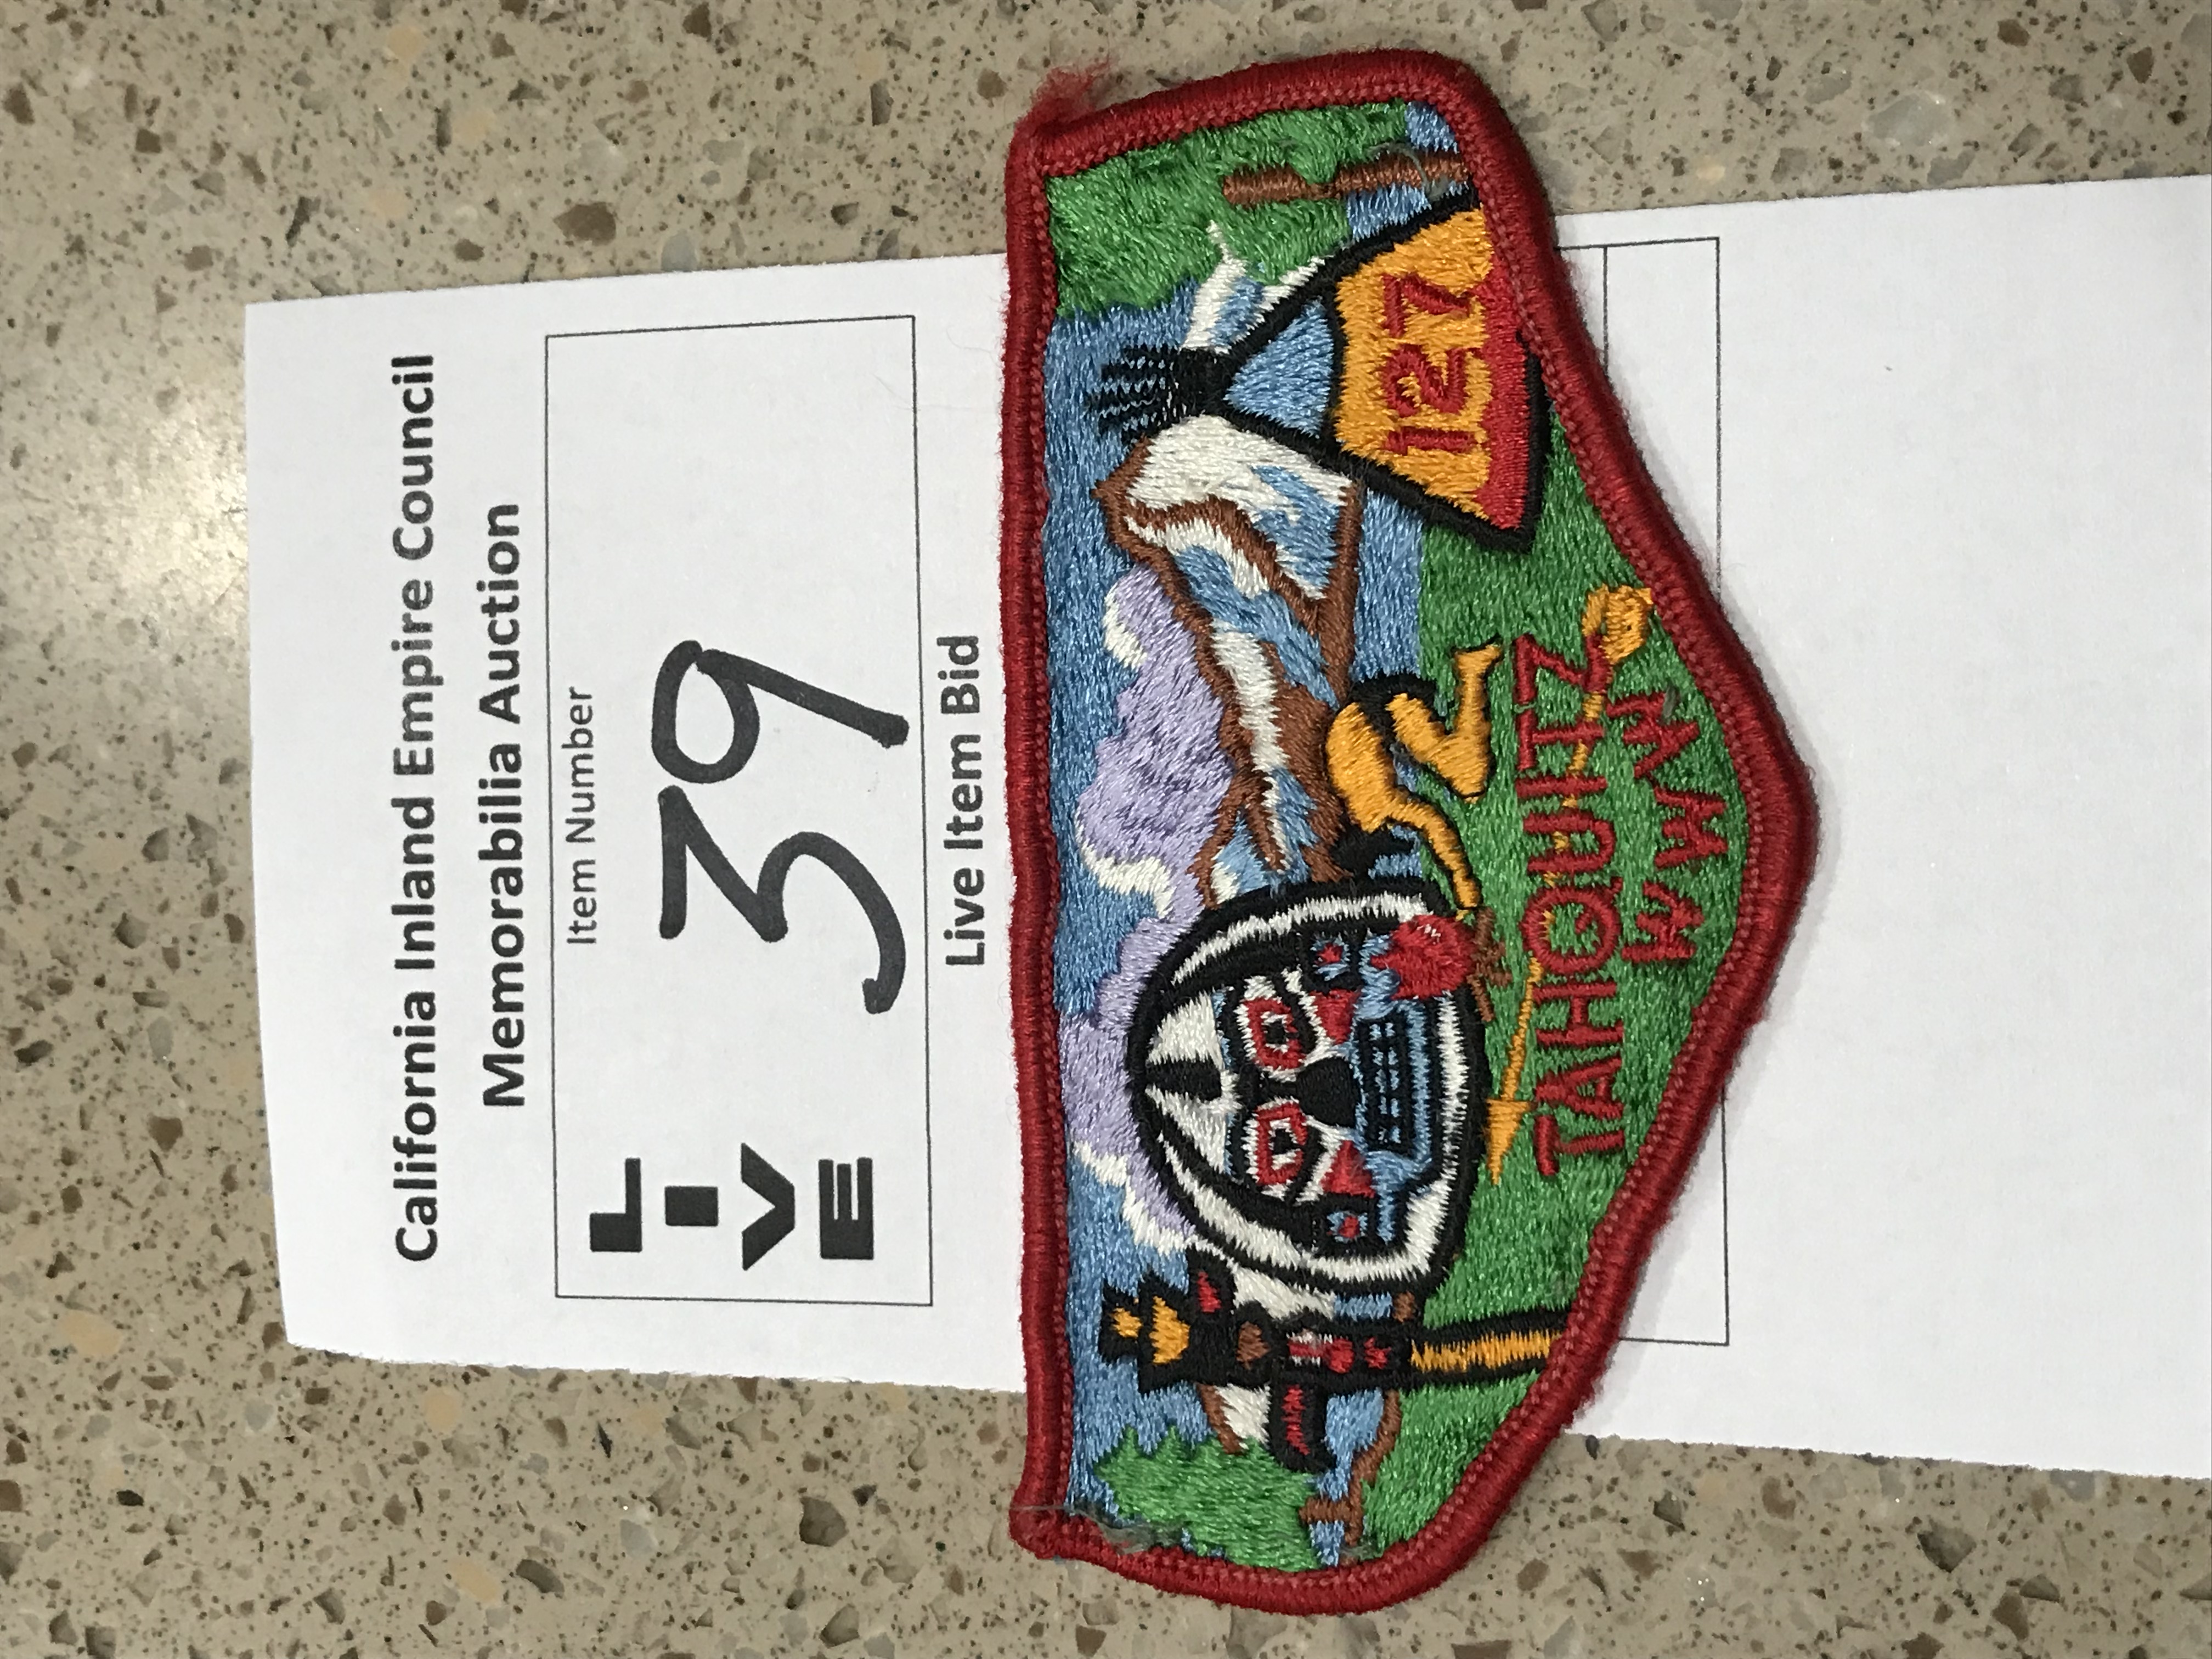 California Inland Empire Council
Memorabilia Auction
Item Number
LIVE
39
Live Item Bid
127
TAHQUITZ
WWW